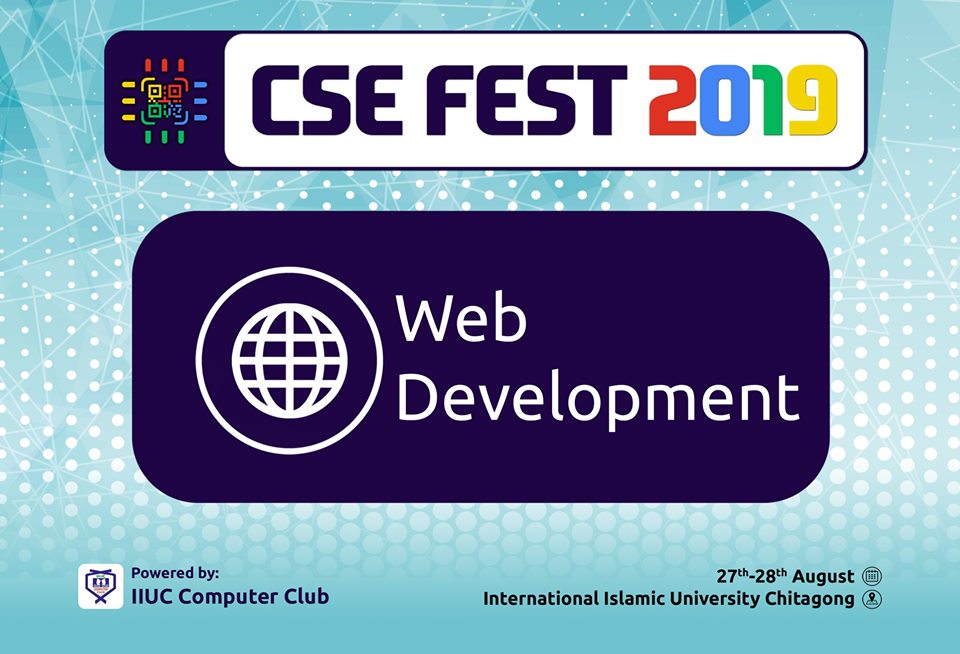 CSE FEST 2019
Web
Development
Powered by:
IIUC Computer Club
27th-28th August
International Islamic University Chitagong